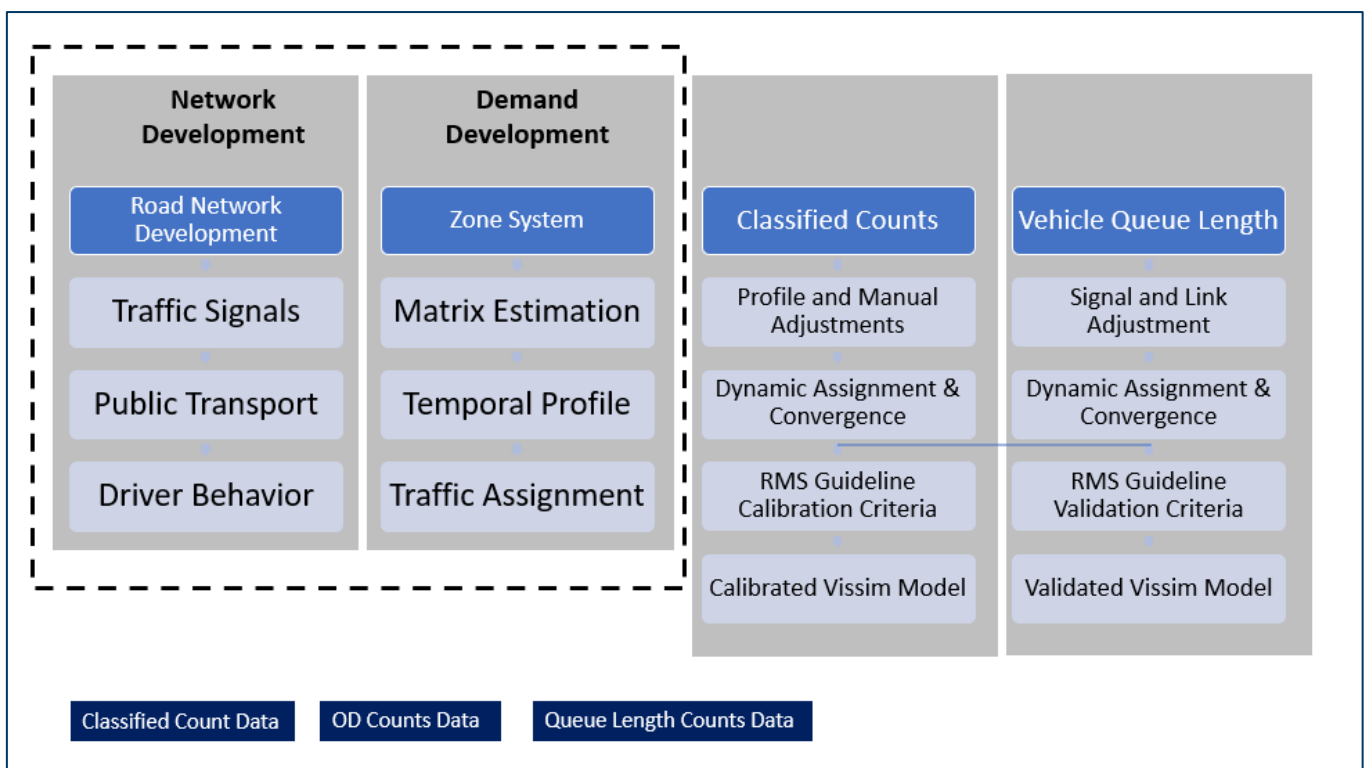 Network
Development
Road Network
Development
Traffic Signals
Public Transport
Driver Behavior
Demand
Development
Zone System
Matrix Estimation
Temporal Profile
Traffic Assignment
Classified Counts
Profile and Manual
Adjustments
Dynamic Assignment &
Convergence
RMS Guideline
Calibration Criteria
Calibrated Vissim Model
Vehicle Queue Length
Signal and Link
Adjustment
Dynamic Assignment &
Convergence
RMS Guideline
Validation Criteria
Validated Vissim Model
Classified Count Data
OD Counts Data
Queue Length Counts Data